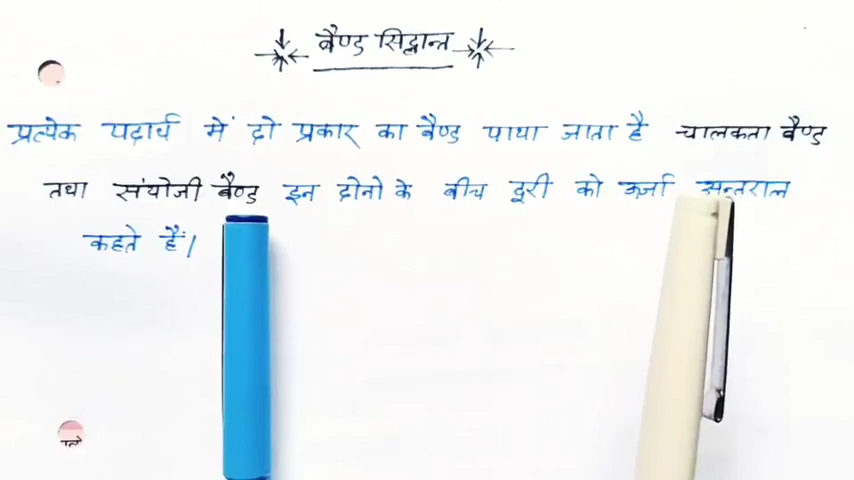 बैण्ड सिद्धान्त
प्रत्येक पदार्थ में दो प्रकार का बैण्ड पाया जाता है चालकता बैण्ड
तथा संयोजी बैण्ड इन दोनो के बीच दूरी को ऊर्जा अन्तराल
कहते हैं।